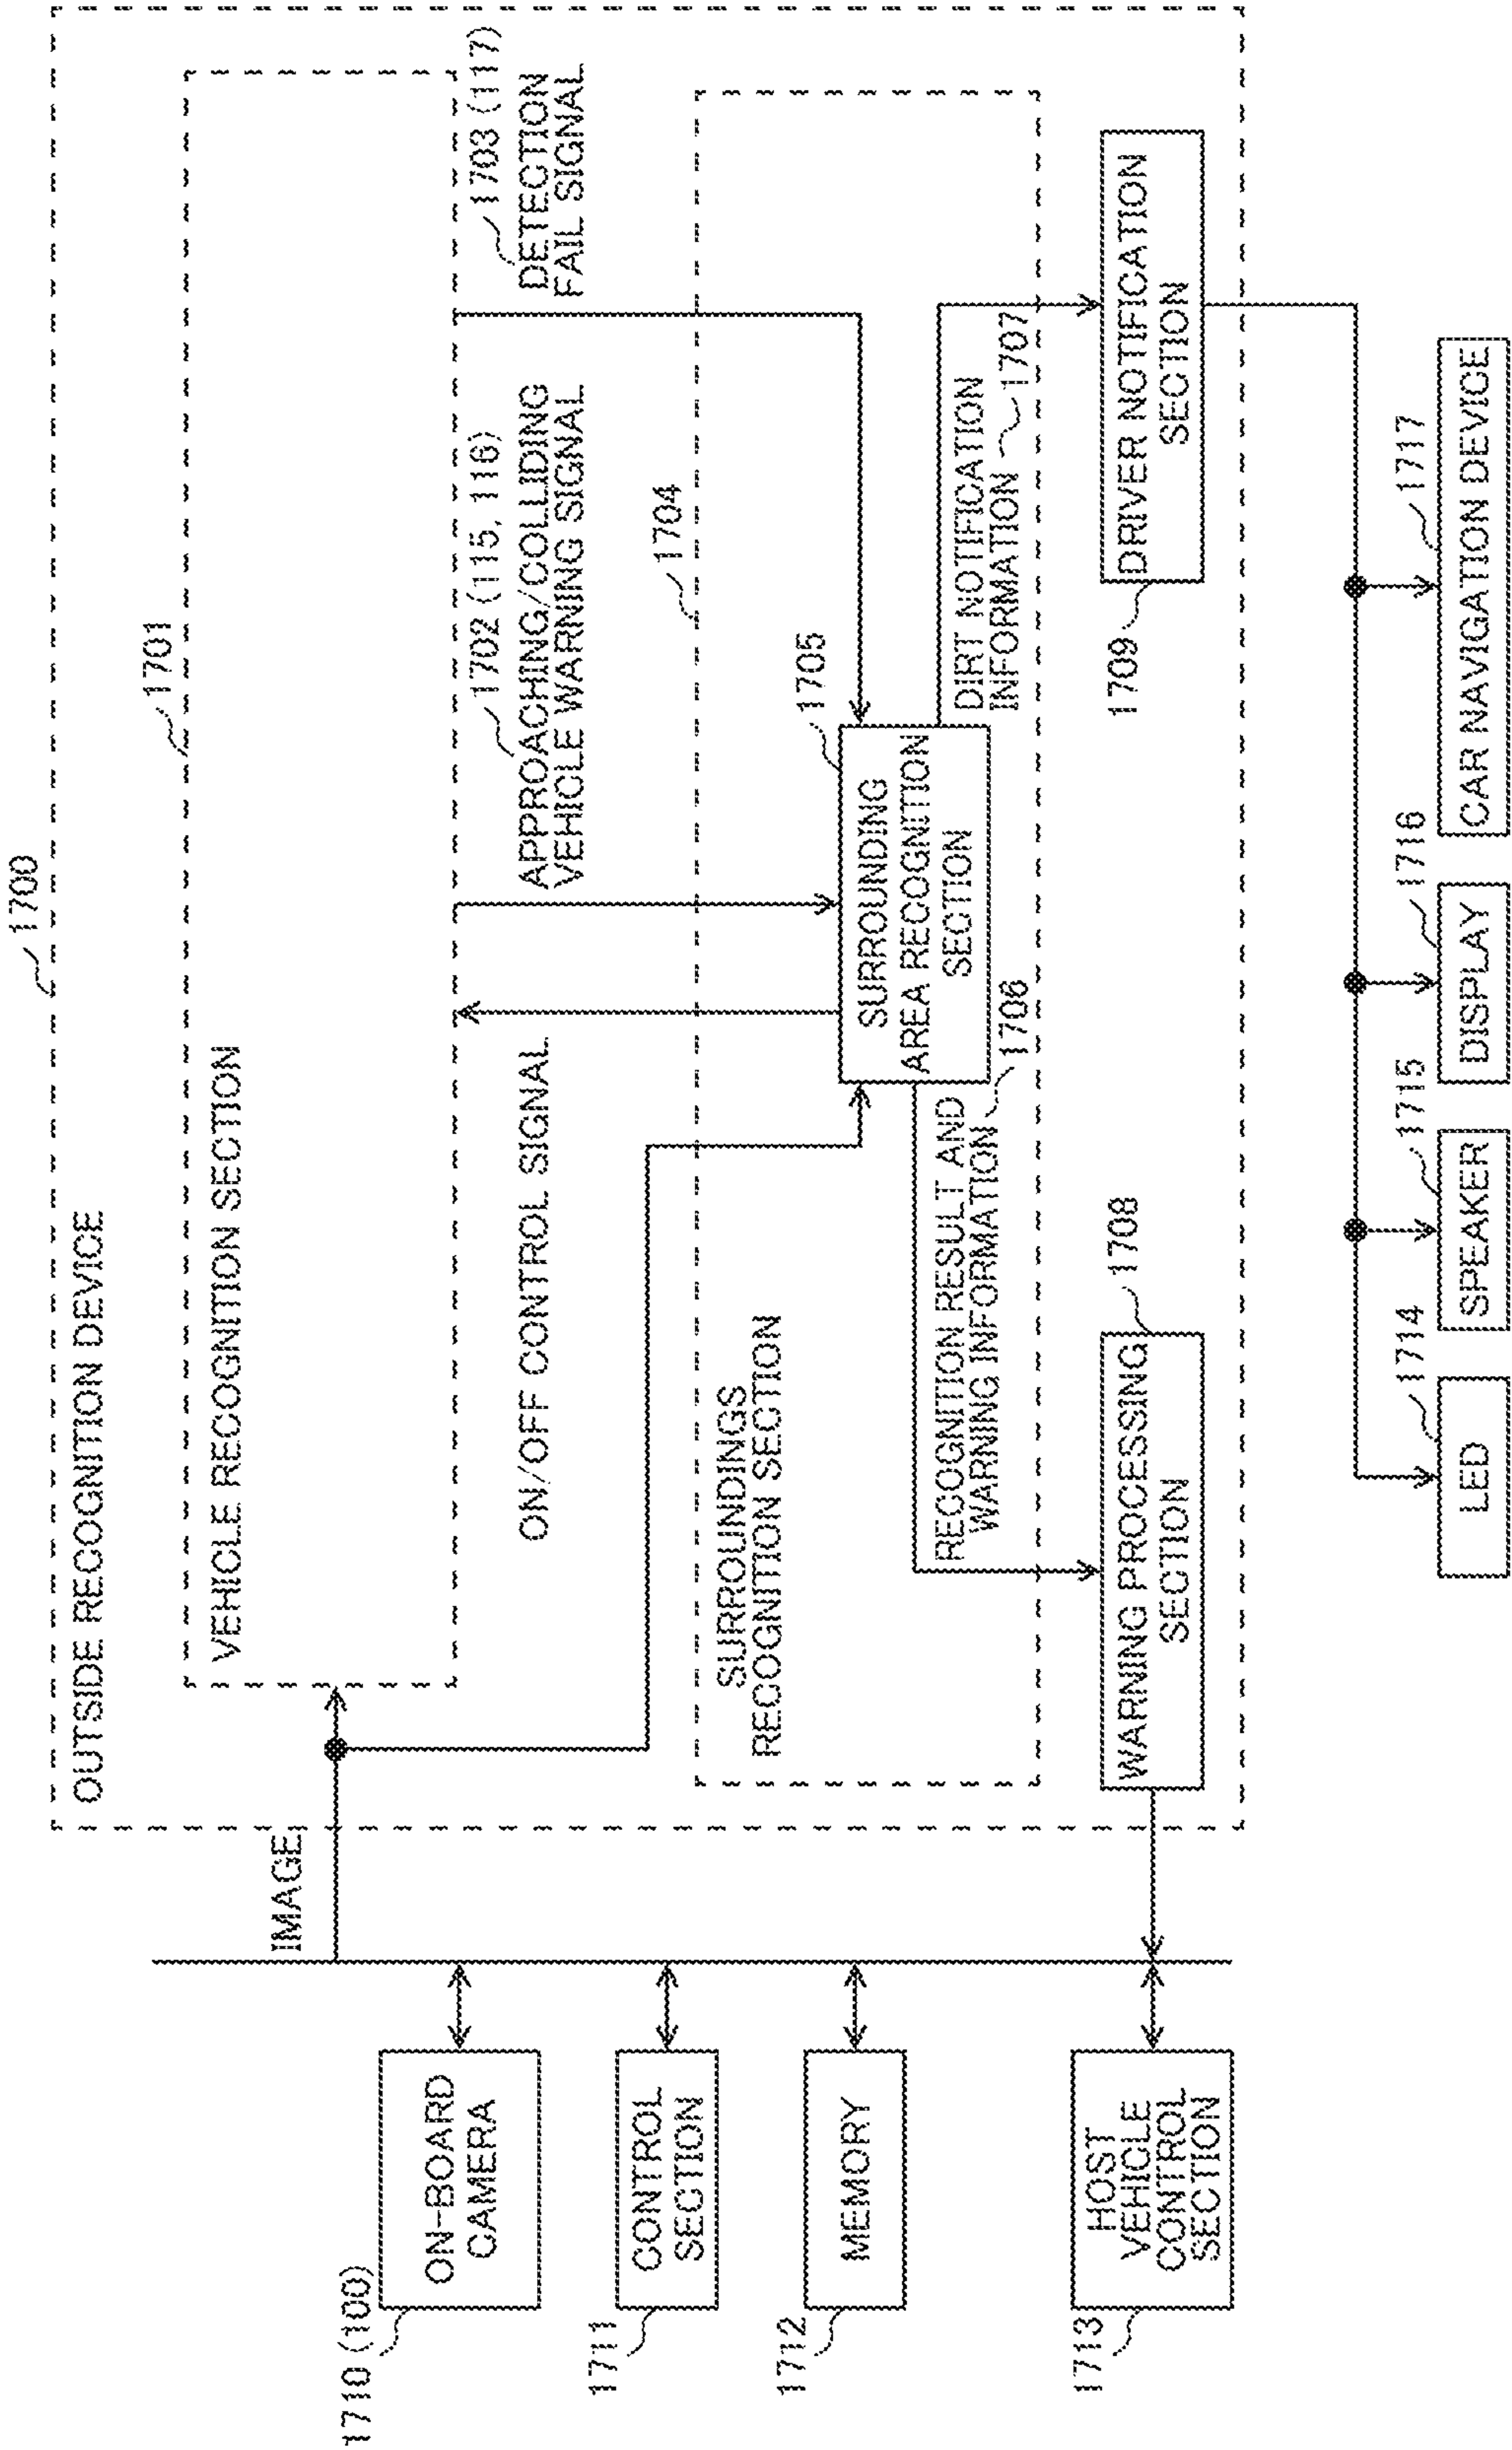 1700
OUTSIDE RECOGNITION DEVICE
1701
VEHICLE RECOGNITION SECTION
IMAGE
1710 (100)
ON-BOARD
CAMERA
1711
CONTROL
SECTION
1712
MEMORY
1713
HOST
VEHICLE
CONTROL
SECTION
ON/OFF CONTROL SIGNAL
1702 (115, 116)
APPROACHING/COLLIDING
VEHICLE WARNING SIGNAL
1703 (117)
DETECTION
FAIL SIGNAL
1704
SURROUNDINGS
RECOGNITION SECTION
1705
SURROUNDING
AREA RECOGNITION
SECTION
RECOGNITION RESULT AND
WARNING INFORMATION
1706
DIRT NOTIFICATION
INFORMATION
1707
1708
WARNING PROCESSING
SECTION
1709
DRIVER NOTIFICATION
SECTION
1714
LED
1715
SPEAKER
1716
DISPLAY
1717
CAR NAVIGATION DEVICE